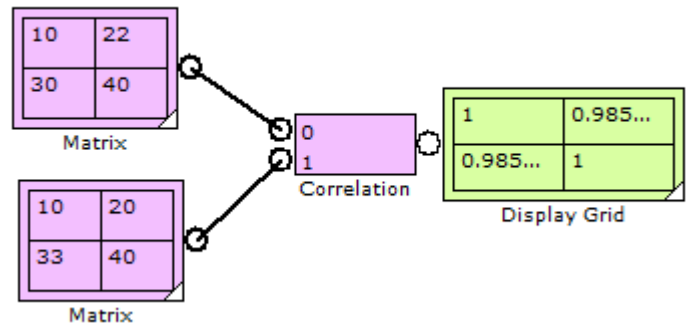 10 22
30 40
Matrix
0
1
Correlation
1 0.985...
0.985... 1
Display Grid
10 20
33 40
Matrix